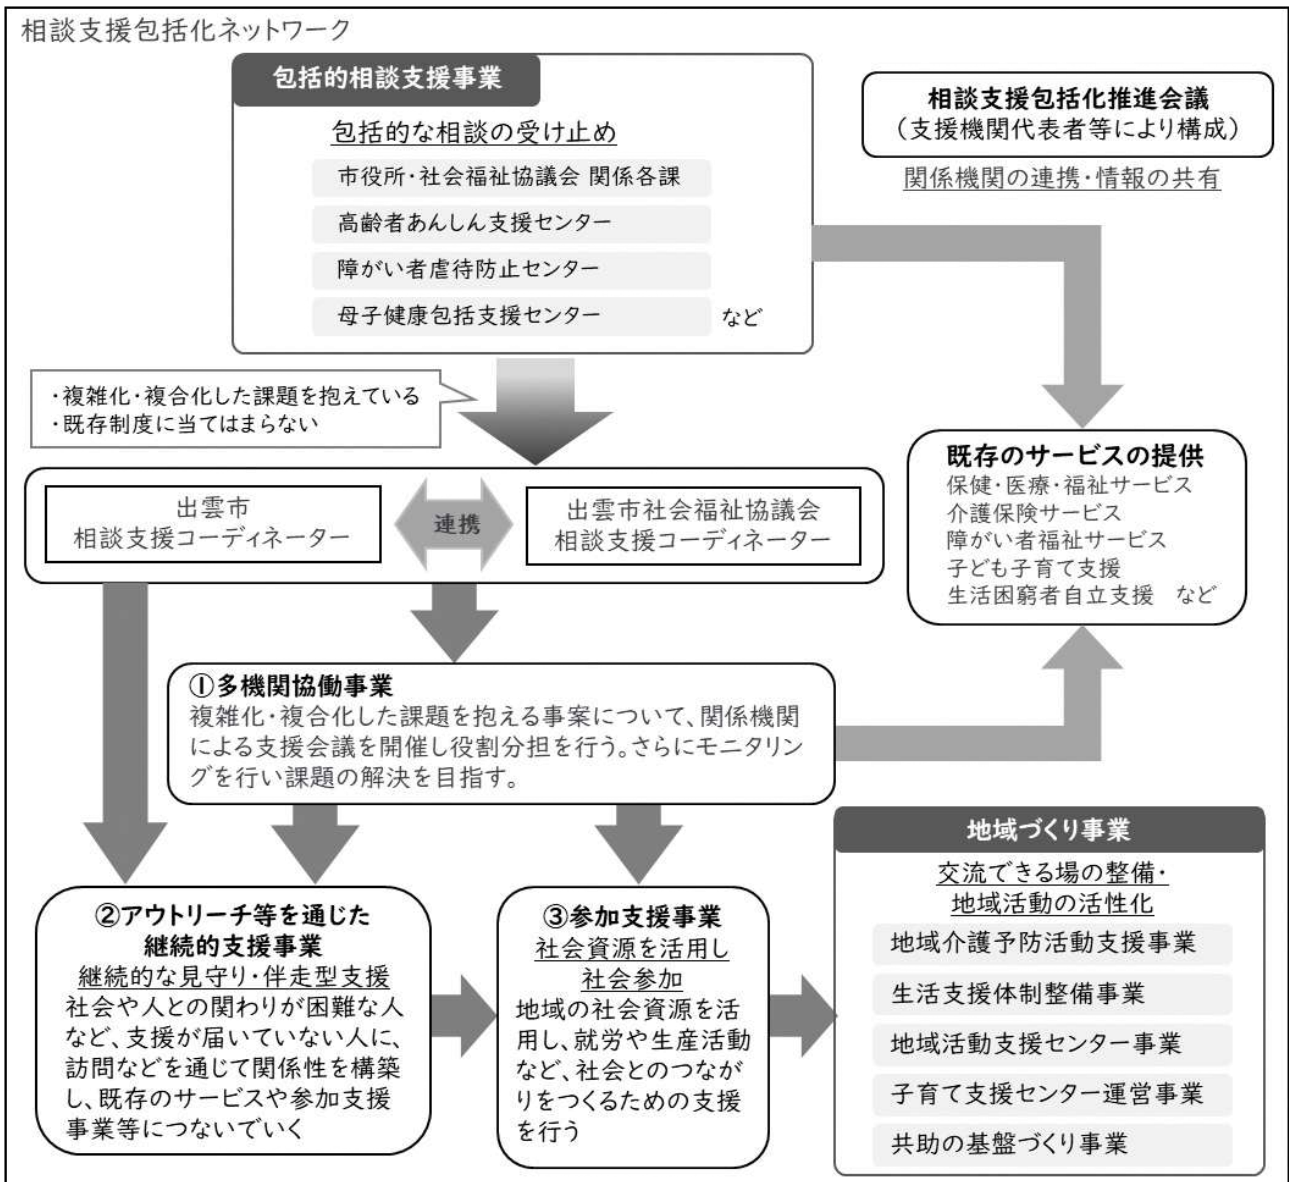 相談支援包括化ネットワーク
包括的相談支援事業
包括的な相談の受け止め
市役所・社会福祉協議会 関係各課
高齢者あんしん支援センター
障がい者虐待防止センター
母子健康包括支援センター
など
相談支援包括化推進会議
（支援機関代表者等により構成）
関係機関の連携・情報の共有
・複雑化・複合化した課題を抱えている
・既存制度に当てはまらない
出雲市
相談支援コーディネーター
連携
出雲市社会福祉協議会
相談支援コーディネーター
既存のサービスの提供
保健・医療・福祉サービス
介護保険サービス
障がい者福祉サービス
子ども子育て支援
生活困窮者自立支援　など
①多機関協働事業
複雑化・複合化した課題を抱える事案について、関係機関
による支援会議を開催し役割分担を行う。さらにモニタリン
グを行い課題の解決を目指す。
②アウトリーチ等を通じた
継続的支援事業
継続的な見守り・伴走型支援
社会や人との関わりが困難な人
など、支援が届いていない人に、
訪問などを通じて関係性を構築
し、既存のサービスや参加支援
事業等につないでいく
③参加支援事業
社会資源を活用し
社会参加
地域の社会資源を活
用し、就労や生産活動
など、社会とのつなが
りをつくるための支援
を行う
地域づくり事業
交流できる場の整備・
地域活動の活性化
地域介護予防活動支援事業
生活支援体制整備事業
地域活動支援センター事業
子育て支援センター運営事業
共助の基盤づくり事業